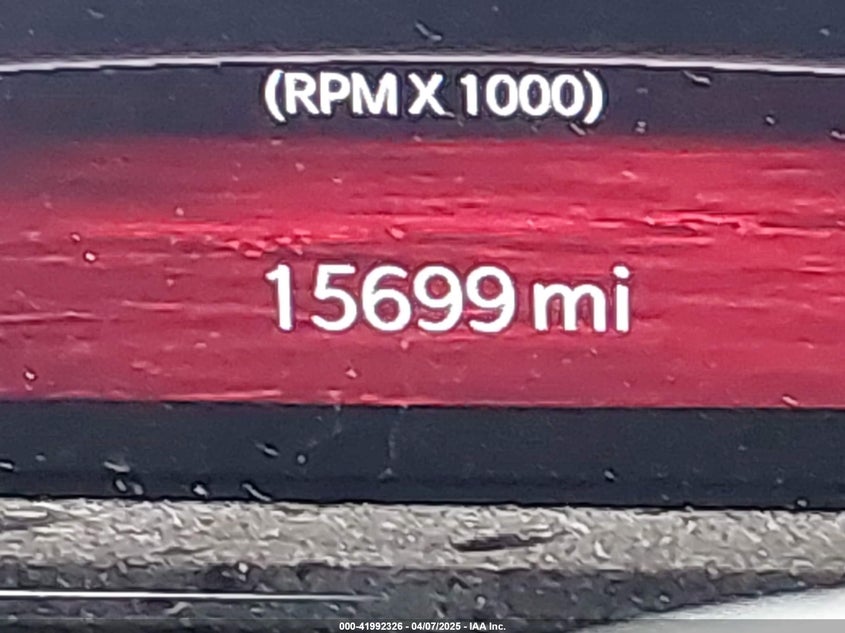 (RPM X 1000)
15699 mi
000-41992326 - 04/07/2025 - IAA Inc.